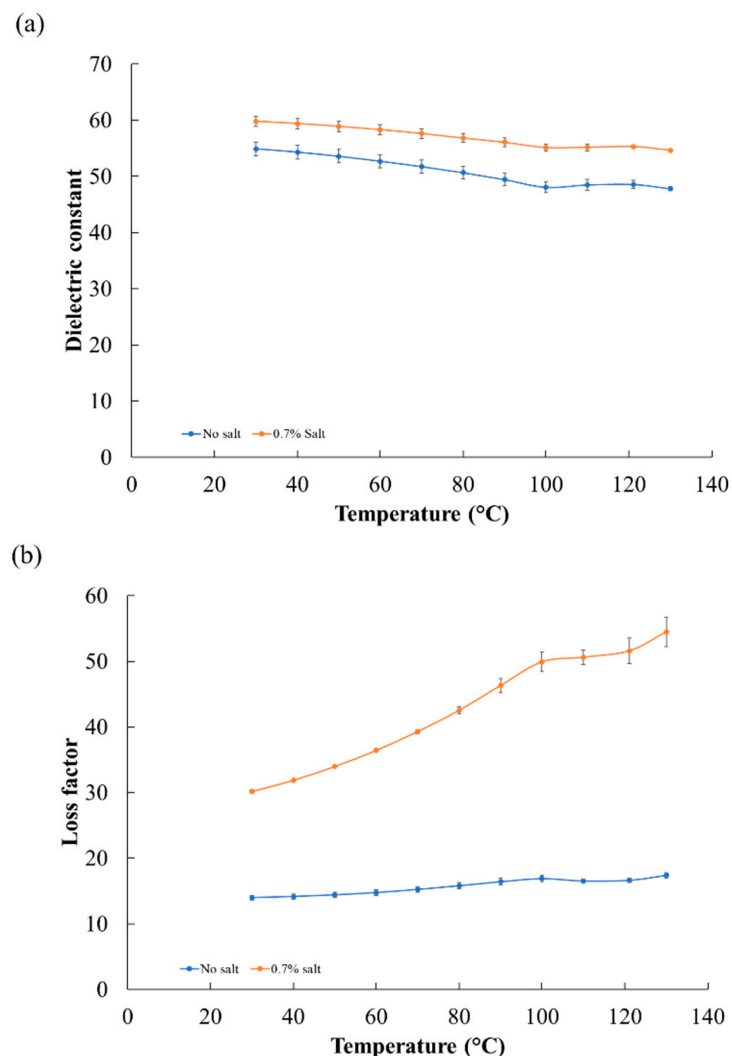 (a)
70
60
50
40
30
20
10
0
Dielectric constant
No salt 0.7% Salt
0 20 40 60 80 100 120 140
Temperature (°C)
(b)
60
50
40
30
20
10
0
Loss factor
No salt 0.7% salt
0 20 40 60 80 100 120 140
Temperature (°C)